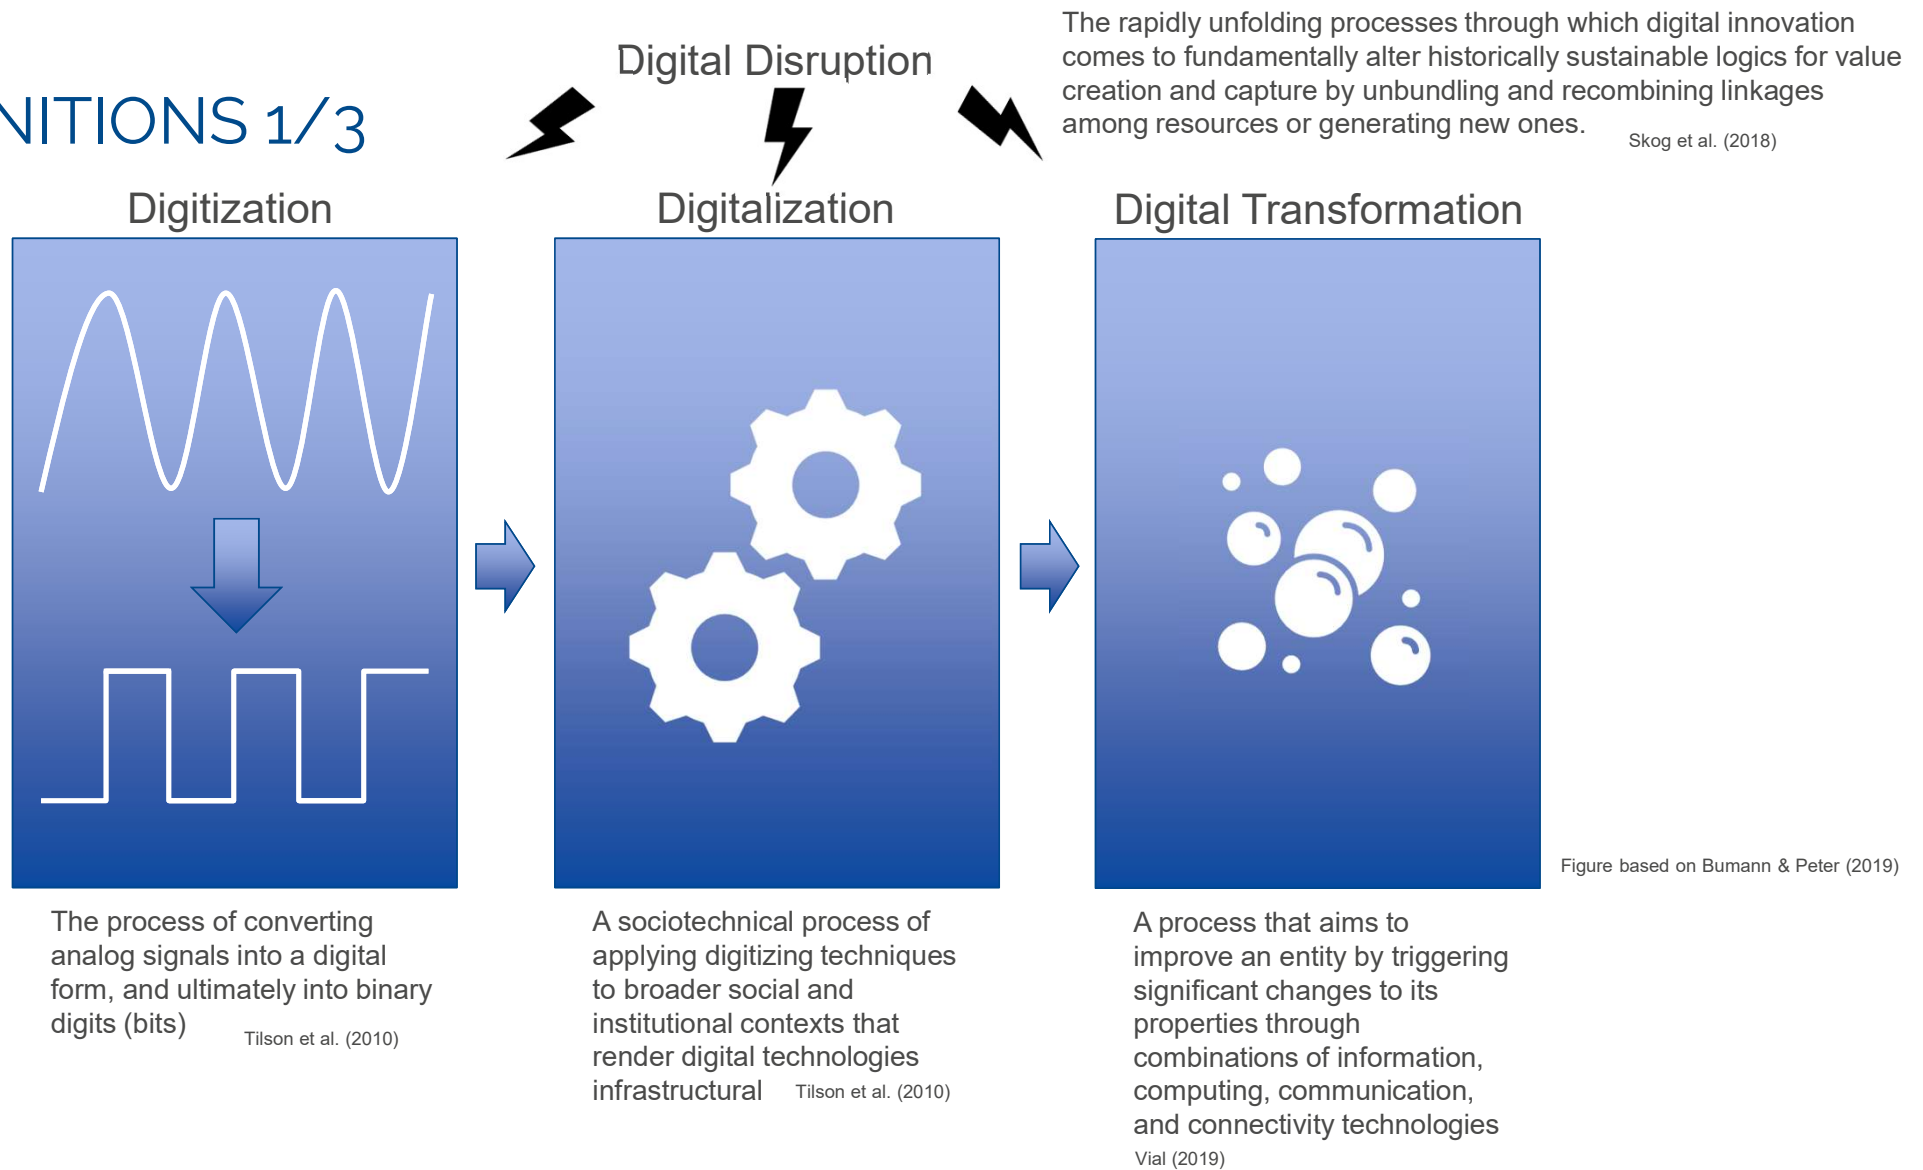 NITIONS 1/3
Digital Disruption
The rapidly unfolding processes through which digital innovation
comes to fundamentally alter historically sustainable logics for value
creation and capture by unbundling and recombining linkages
among resources or generating new ones.
Skog et al. (2018)
Digitization
Digitalization
Digital Transformation
Figure based on Bumann & Peter (2019)
The process of converting
analog signals into a digital
form, and ultimately into binary
digits (bits)
Tilson et al. (2010)
A sociotechnical process of
applying digitizing techniques
to broader social and
institutional contexts that
render digital technologies
infrastructural
Tilson et al. (2010)
A process that aims to
improve an entity by triggering
significant changes to its
properties through
combinations of information,
computing, communication,
and connectivity technologies
Vial (2019)